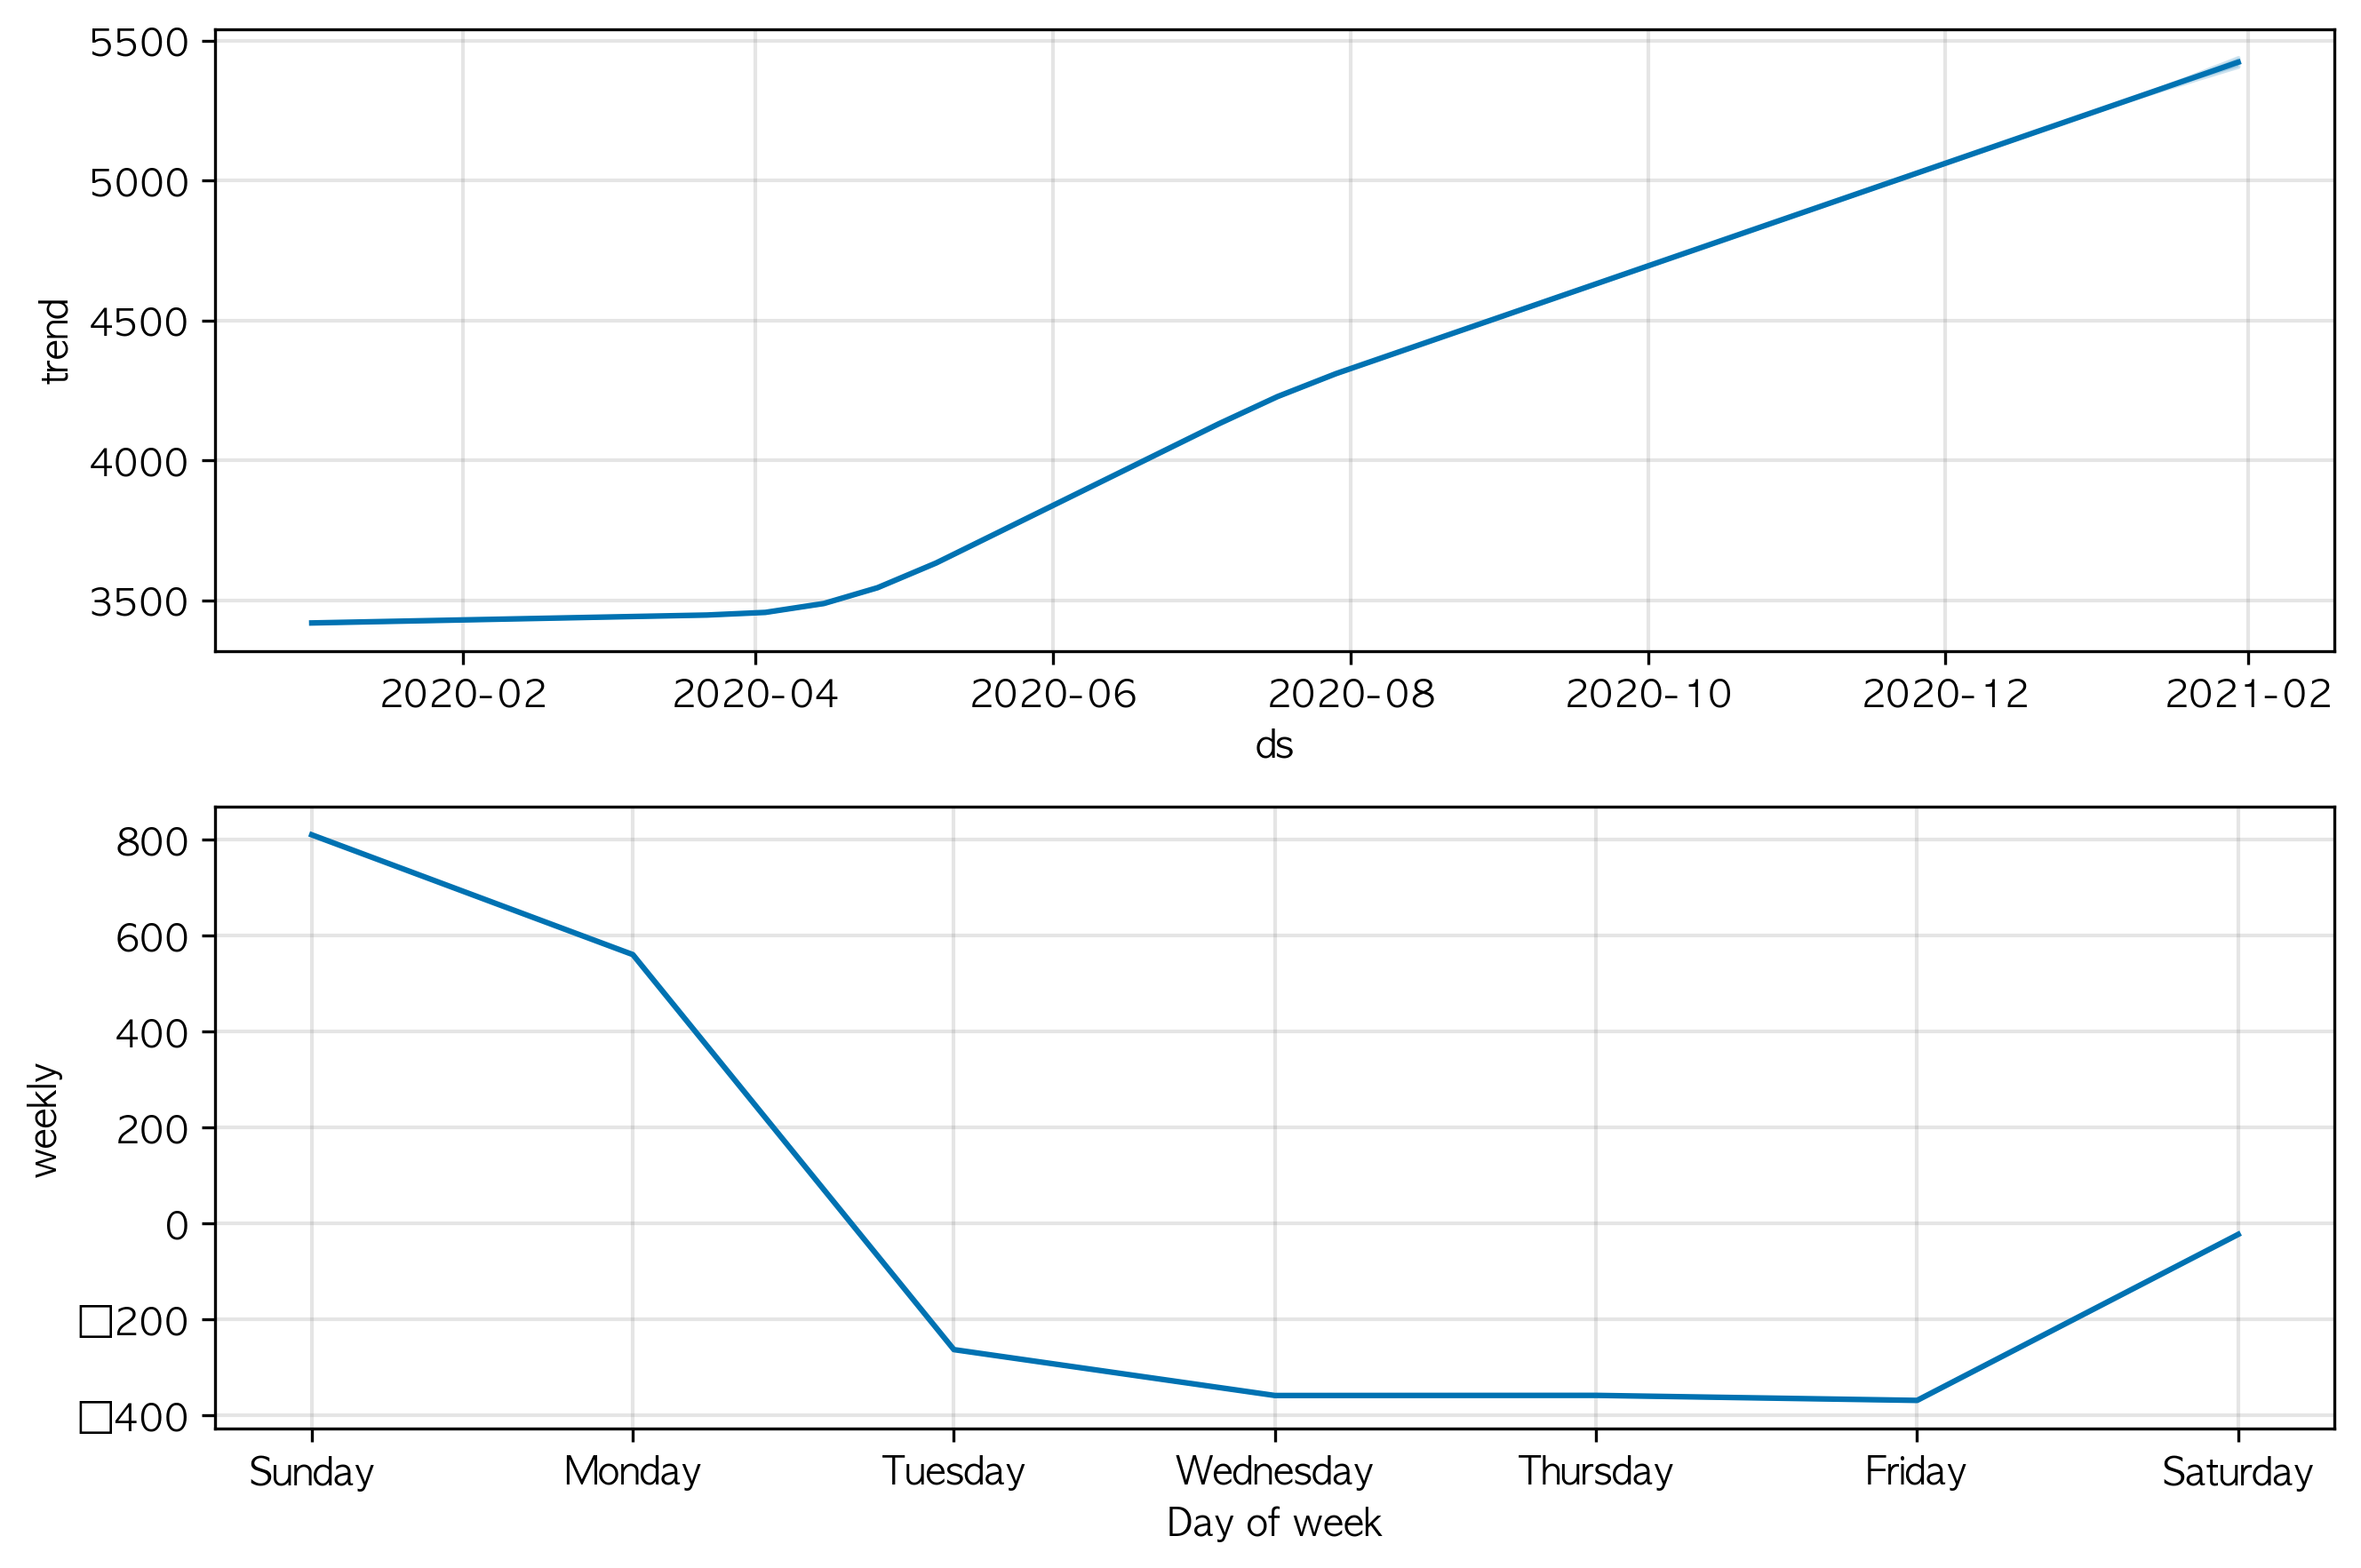 5500
5000
4500
4000
3500
trend
2020-02 2020-04 2020-06 2020-08 2020-10 2020-12 2021-02
ds
800
600
400
200
0
□200
□400
weekly
Sunday Monday Tuesday Wednesday Thursday Friday Saturday
Day of week